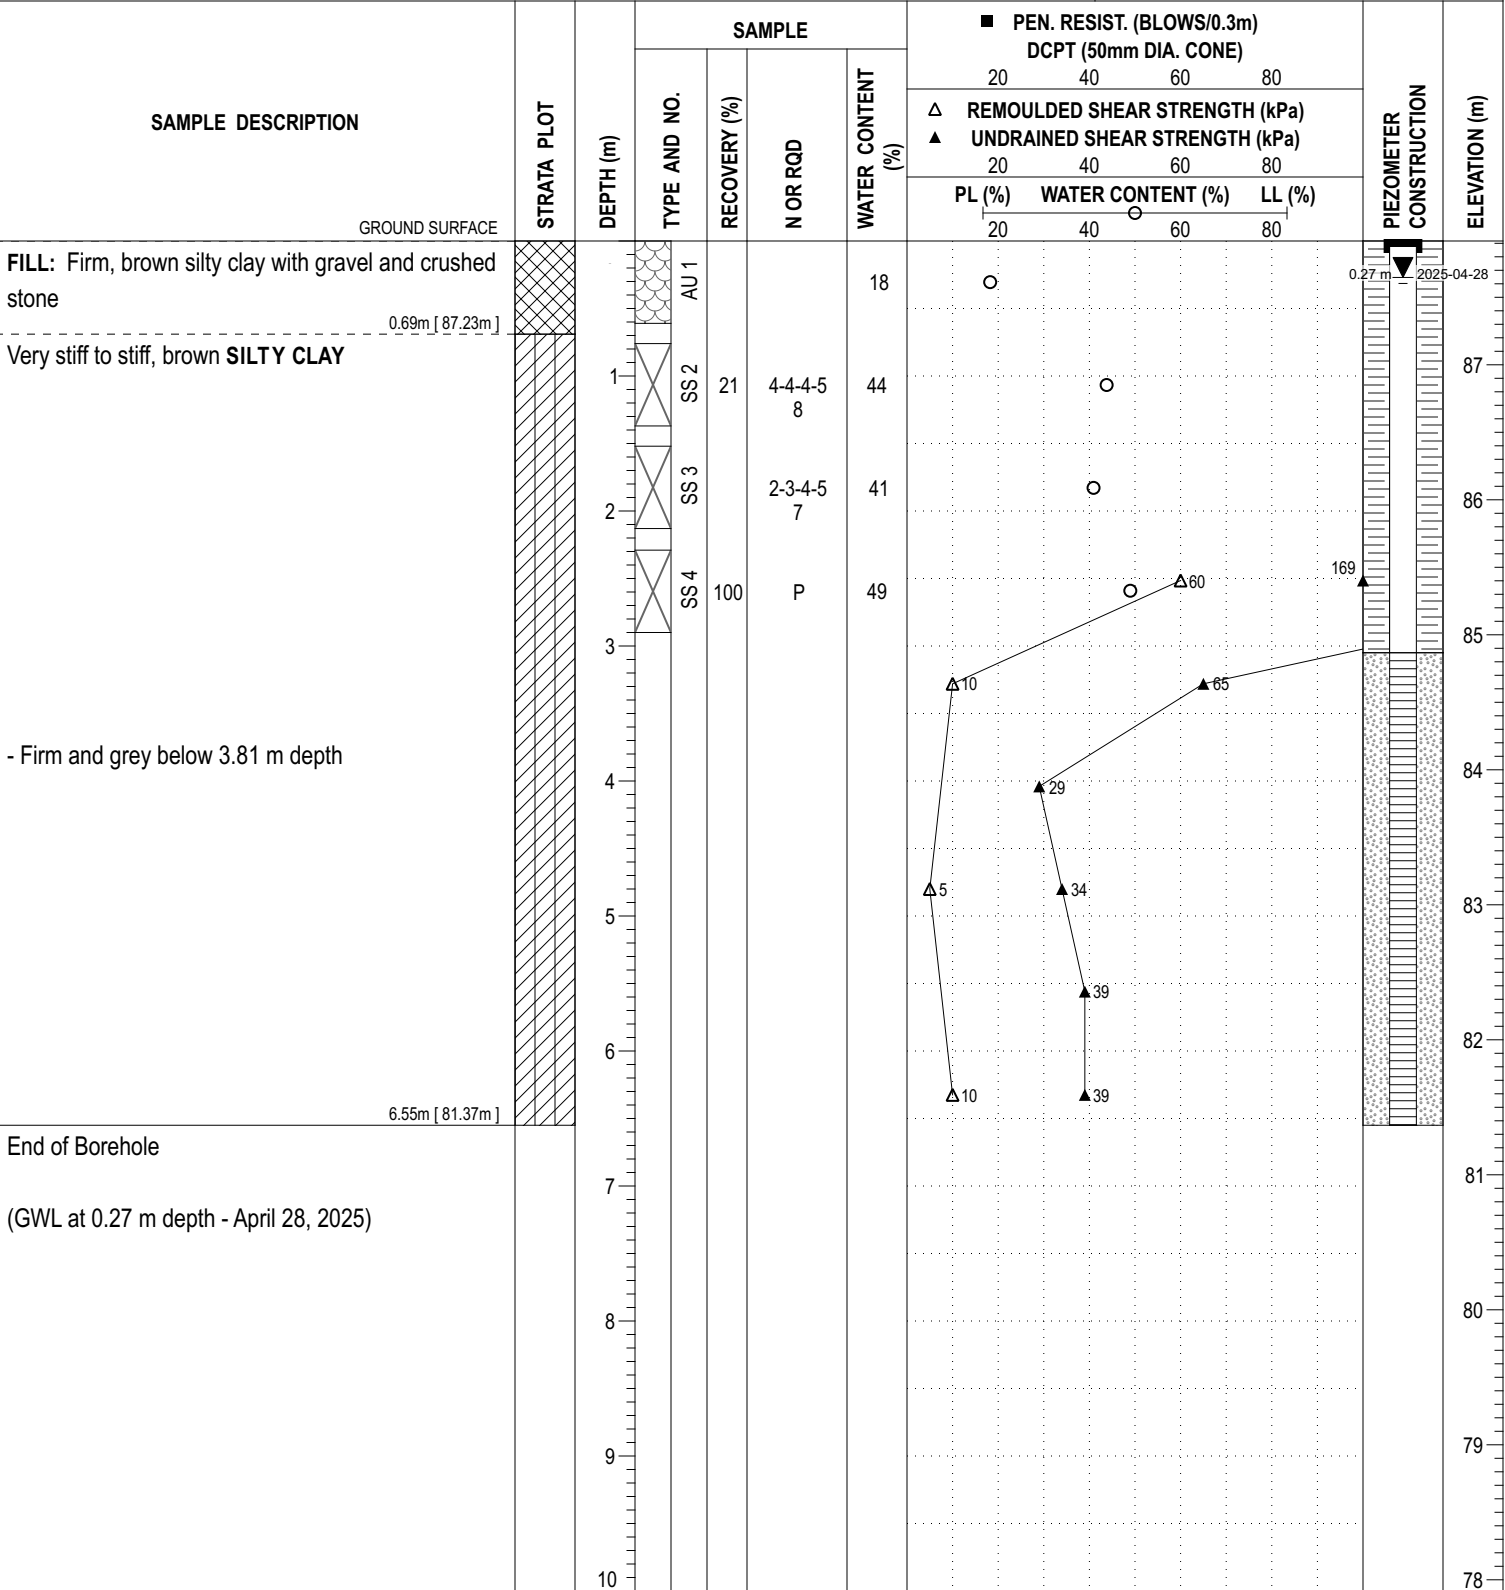 SAMPLE DESCRIPTION
GROUND SURFACE
STRATA PLOT
DEPTH (m)
SAMPLE
TYPE AND NO.
RECOVERY (%)
N OR RQD
WATER CONTENT
(%)
■ PEN. RESIST. (BLOWS/0.3m)
DCPT (50mm DIA. CONE)
20 40 60 80
△ REMOULDED SHEAR STRENGTH (kPa)
▲ UNDRAINED SHEAR STRENGTH (kPa)
20 40 60 80
PL (%) WATER CONTENT (%) LL (%)
20 40 60 80
PIEZOMETER
CONSTRUCTION
ELEVATION (m)
FILL: Firm, brown silty clay with gravel and crushed
stone
0.69m [ 87.23m ]
AU 1
18
0.27 m 2025-04-28
Very stiff to stiff, brown SILTY CLAY
87
1
SS 2
21
4-4-4-5
8
44
SS 3
2-3-4-5
7
41
86
2
SS 4
100
P
49
60
169
85
3
10
65
- Firm and grey below 3.81 m depth
84
4
29
5
34
83
5
39
82
6
10
39
6.55m [ 81.37m ]
End of Borehole
81
7
(GWL at 0.27 m depth - April 28, 2025)
80
8
79
9
78
10